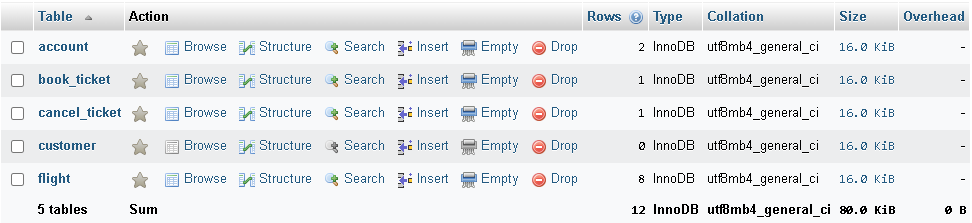 Table Action Rows Type Collation Size Overhead
account Browse Structure Search Insert Empty Drop 2 InnoDB utf8mb4_general_ci 16.0 KiB -
book_ticket Browse Structure Search Insert Empty Drop 1 InnoDB utf8mb4_general_ci 16.0 KiB -
cancel_ticket Browse Structure Search Insert Empty Drop 1 InnoDB utf8mb4_general_ci 16.0 KiB -
customer Browse Structure Search Insert Empty Drop 0 InnoDB utf8mb4_general_ci 16.0 KiB -
flight Browse Structure Search Insert Empty Drop 8 InnoDB utf8mb4_general_ci 16.0 KiB -
5 tables Sum 12 InnoDB utf8mb4_general_ci 80.0 KiB 0 B